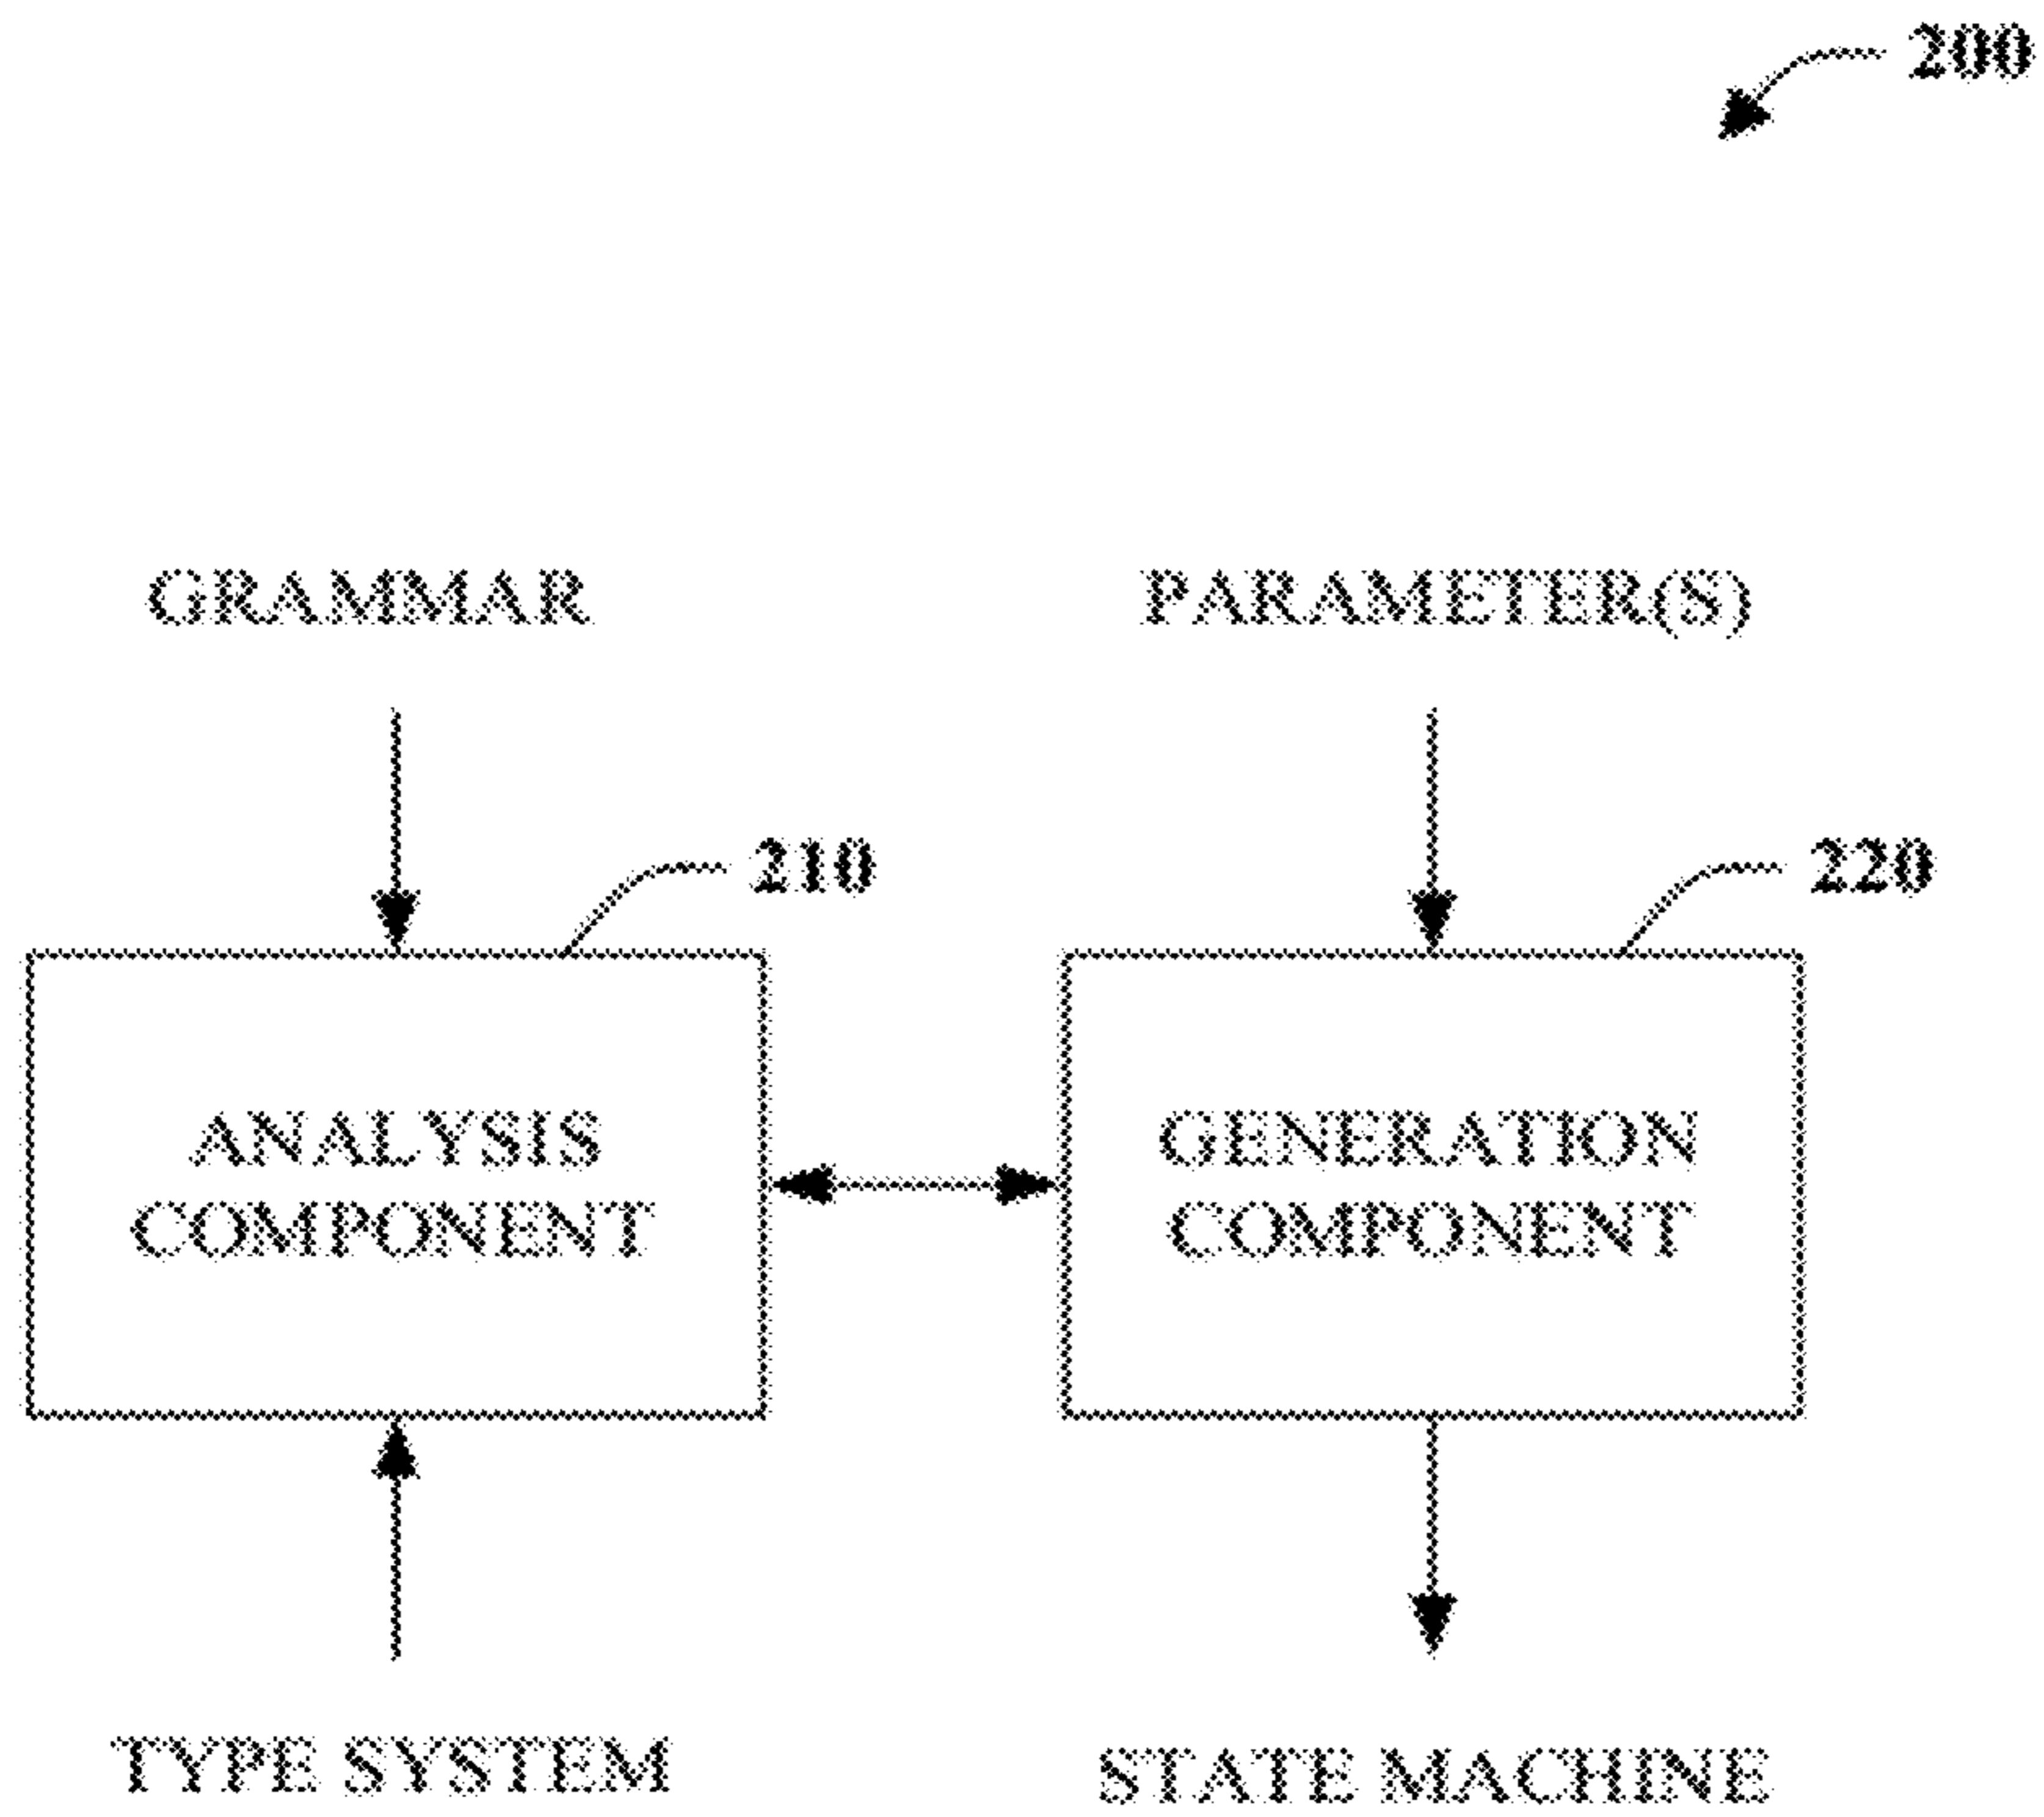 200
GRAMMAR
PARAMETER(S)
210
220
ANALYSIS
COMPONENT
GENERATION
COMPONENT
TYPE SYSTEM
STATE MACHINE